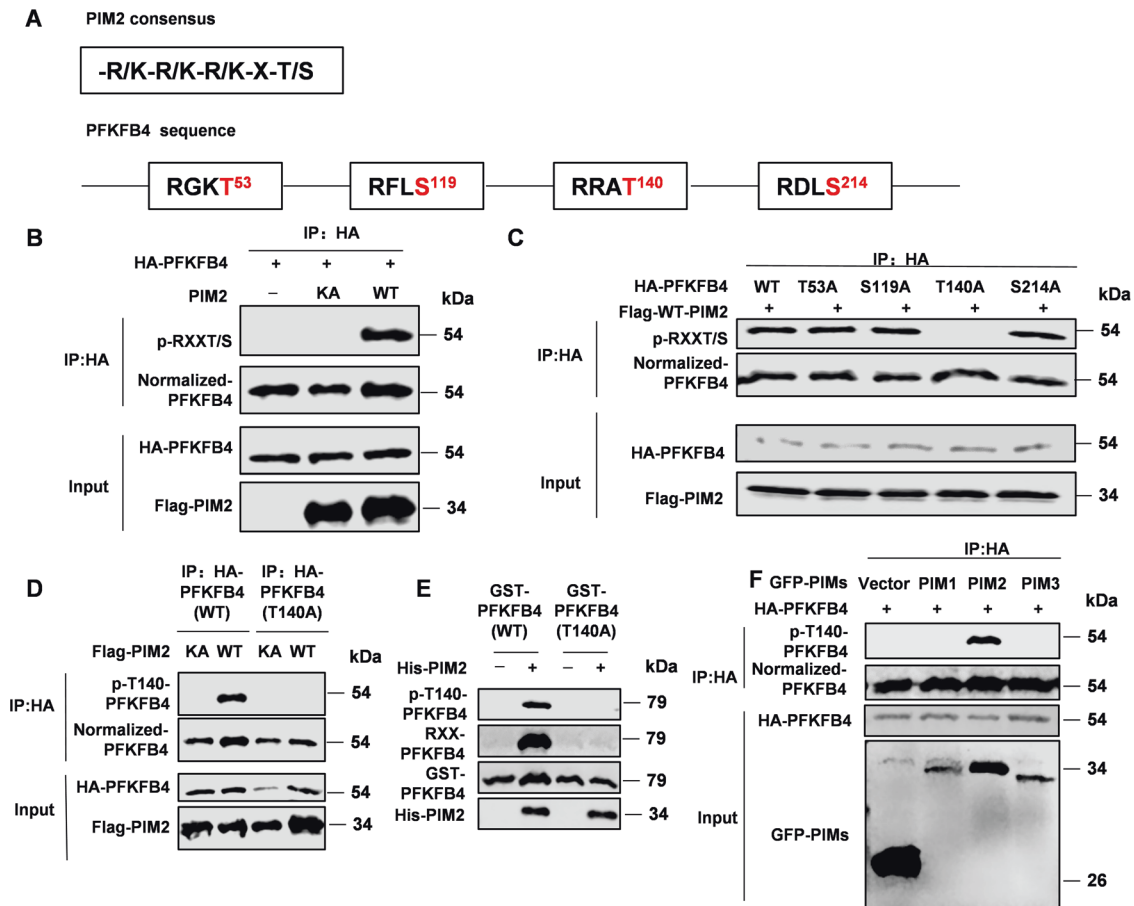 A
PIM2 consensus
-R/K-R/K-R/K-X-T/S
PFKFB4 sequence
RGKT53 RFLS119 RRAT140 RDLS214
B
IP: HA
HA-PFKFB4 + + +
PIM2 – KA WT kDa
IP:HA
p-RXXT/S 54
Normalized-
PFKFB4 54
Input
HA-PFKFB4 54
Flag-PIM2 34
C
IP: HA
HA-PFKFB4 WT T53A S119A T140A S214A kDa
Flag-WT-PIM2 + + + + +
IP:HA
p-RXXT/S 54
Normalized-
PFKFB4 54
Input
HA-PFKFB4 54
Flag-PIM2 34
D
IP: HA- IP: HA-
PFKFB4 PFKFB4
(WT) (T140A)
Flag-PIM2 KA WT KA WT kDa
IP:HA
p-T140-
PFKFB4 54
Normalized-
PFKFB4 54
Input
HA-PFKFB4 54
Flag-PIM2 34
E
GST- GST-
PFKFB4 PFKFB4
(WT) (T140A)
His-PIM2 – + – + kDa
p-T140-
PFKFB4 79
RXX-
PFKFB4 79
GST-
PFKFB4 79
His-PIM2 34
F
IP:HA
GFP-PIMs Vector PIM1 PIM2 PIM3
HA-PFKFB4 + + + + kDa
IP:HA
p-T140-
PFKFB4 54
Normalized-
PFKFB4 54
Input
HA-PFKFB4 54
34
GFP-PIMs
26